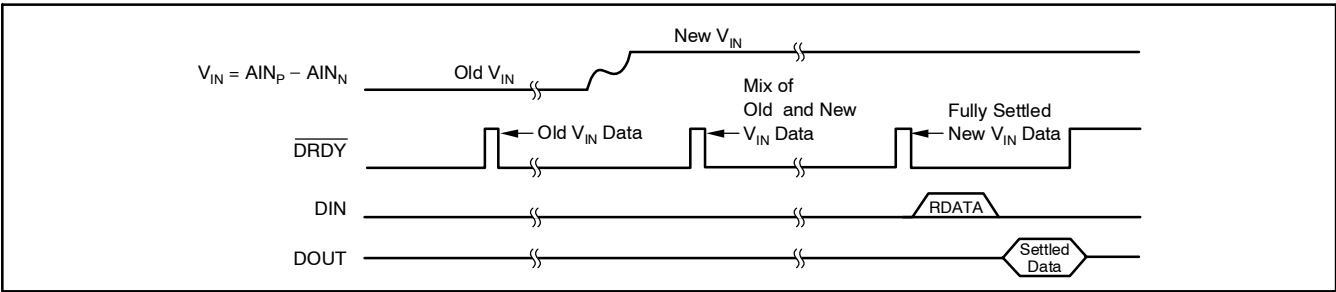 New V_IN
V_IN = AIN_P − AIN_N
Old V_IN
Mix of
Old and New
V_IN Data
Fully Settled
New V_IN Data
Old V_IN Data
DRDY
DIN
RDATA
DOUT
Settled
Data